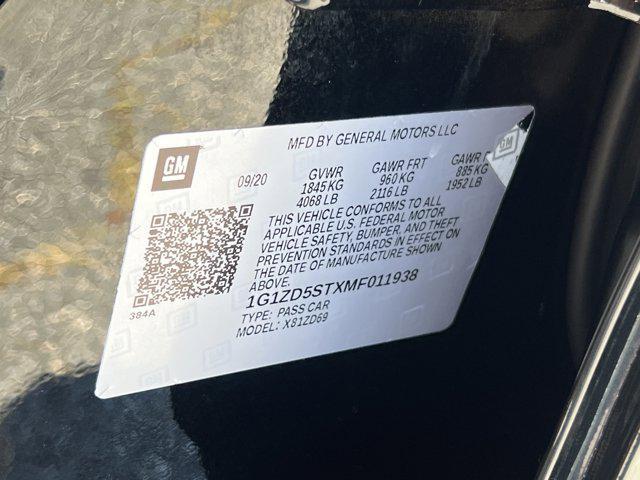 MFD BY GENERAL MOTORS LLC
GM
GM
09/20 GVWR GAWR FRT GAWR
1845 KG 960 KG 885 KG
4068 LB 2116 LB 1952 LB
THIS VEHICLE CONFORMS TO ALL
APPLICABLE U.S. FEDERAL MOTOR
VEHICLE SAFETY, BUMPER, AND THEFT
PREVENTION STANDARDS IN EFFECT ON
THE DATE OF MANUFACTURE SHOWN
ABOVE.
384A
1G1ZD5STXMF011938
TYPE: PASS CAR
MODEL: X81ZD69